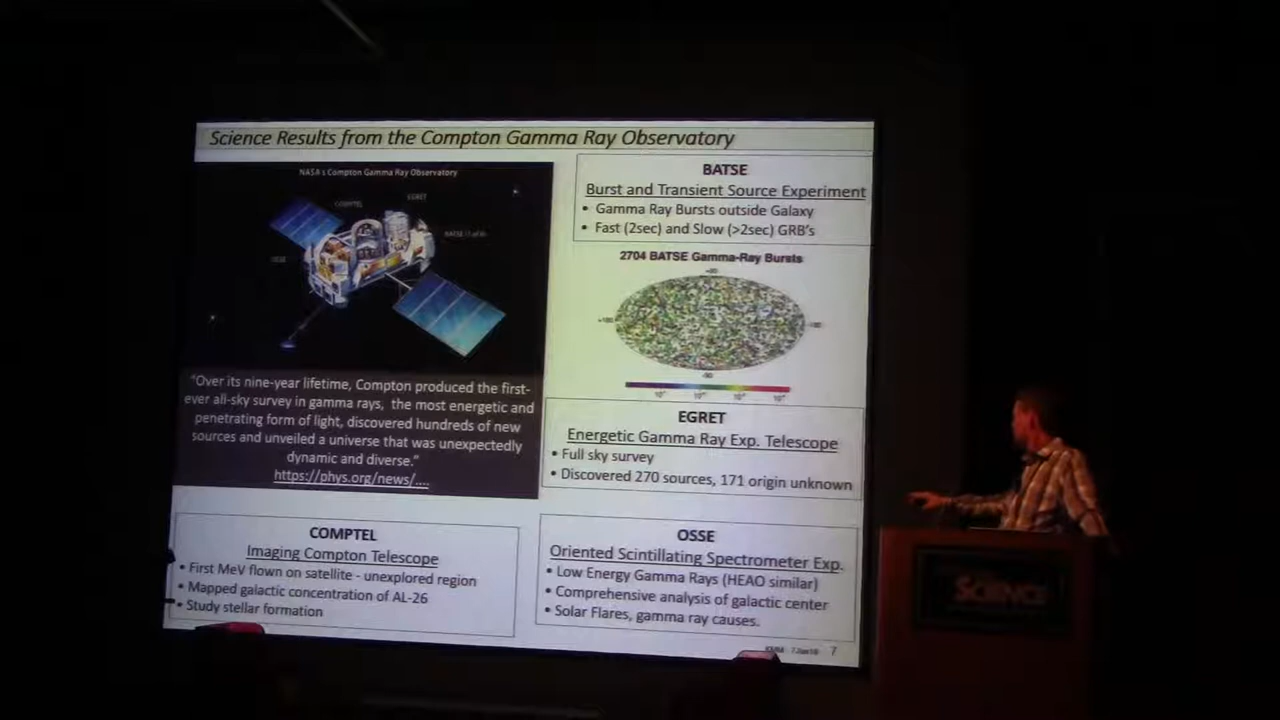 Science Results from the Compton Gamma Ray Observatory
NASA's Compton Gamma Ray Observatory
COMPTEL
EGRET
OSSE
"Over its nine-year lifetime, Compton produced the first-
ever all-sky survey in gamma rays, the most energetic and
penetrating form of light, discovered hundreds of new
sources and unveiled a universe that was unexpectedly
dynamic and diverse."
https://phys.org/news/....
BATSE
Burst and Transient Source Experiment
• Gamma Ray Bursts outside Galaxy
• Fast (2sec) and Slow (>2sec) GRB's
2704 BATSE Gamma-Ray Bursts
+90
+180
-180
-90
EGRET
Energetic Gamma Ray Exp. Telescope
• Full sky survey
• Discovered 270 sources, 171 origin unknown
COMPTEL
Imaging Compton Telescope
• First MeV flown on satellite - unexplored region
• Mapped galactic concentration of AL-26
• Study stellar formation
OSSE
Oriented Scintillating Spectrometer Exp.
• Low Energy Gamma Rays (HEAO similar)
• Comprehensive analysis of galactic center
• Solar Flares, gamma ray causes.
7
SCIENCE